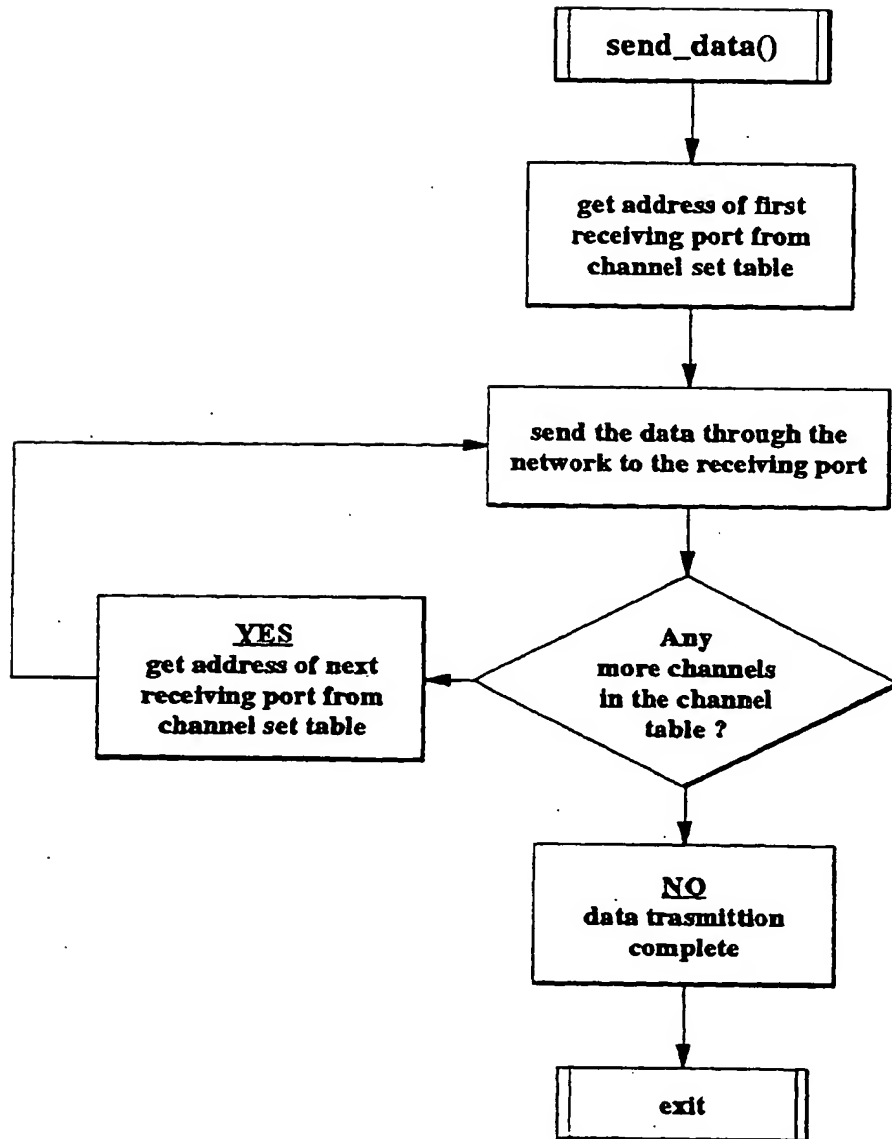 send_data()
get address of first
receiving port from
channel set table
send the data through the
network to the receiving port
Any
more channels
in the channel
table ?
YES
get address of next
receiving port from
channel set table
NO
data trasmittion
complete
exit